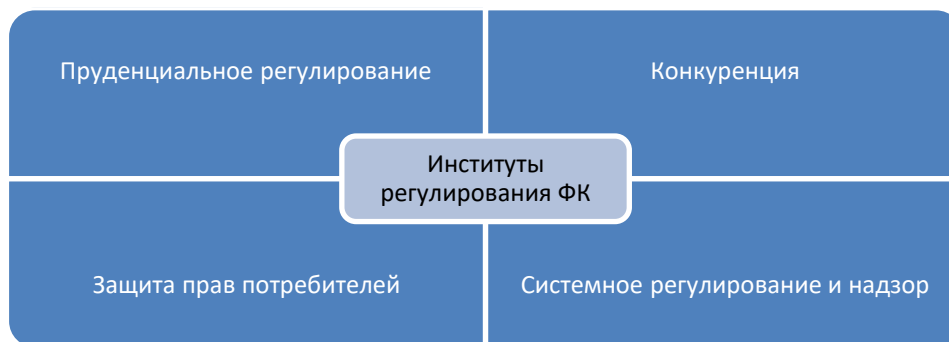 Пруденциальное регулирование
Конкуренция
Институты
регулирования ФК
Защита прав потребителей
Системное регулирование и надзор